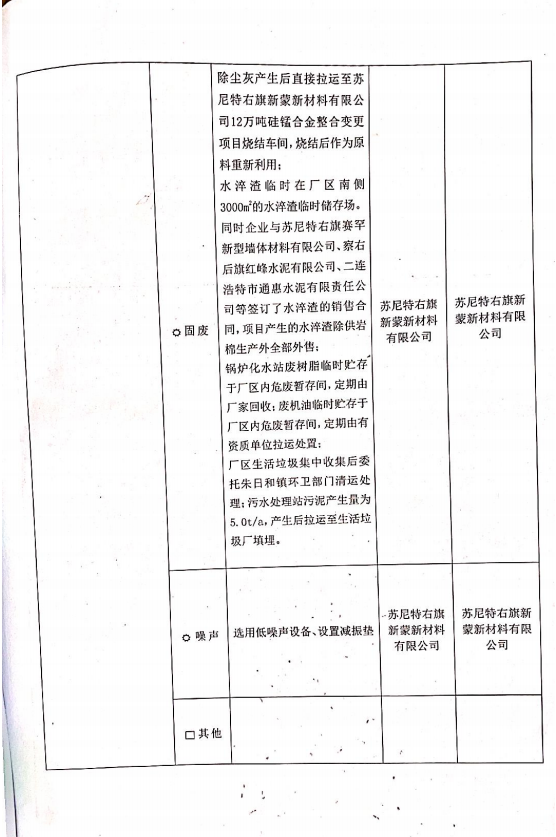 除尘灰产生后直接拉运至苏
尼特右旗新蒙新材料有限公
司12万吨硅锰合金整合变更
项目烧结车间,烧结后作为原
料重新利用;
水淬渣临时在厂区南侧
3000㎡的水淬渣临时储存场。
同时企业与苏尼特右旗赛罕
新型墙体材料有限公司、察右
后旗红峰水泥有限公司、二连
浩特市通惠水泥有限责任公
司等签订了水淬渣的销售合
同,项目产生的水淬渣除供岩
棉生产外全部外售;
锅炉化水站废树脂临时贮存
于厂区内危废暂存间,定期由
厂家回收;废机油临时贮存于
厂区内危废暂存间,定期由有
资质单位拉运处置;
厂区生活垃圾集中收集后委
托朱日和镇环卫部门清运处
理;污水处理站污泥产生量为
5.0t/a,产生后拉运至生活垃
圾厂填埋。
固废
苏尼特右旗
新蒙新材料
有限公司
苏尼特右旗新
蒙新材料有限
公司
噪声
选用低噪声设备、设置减振垫
苏尼特右旗
新蒙新材料
有限公司
苏尼特右旗新
蒙新材料有限
公司
□其他